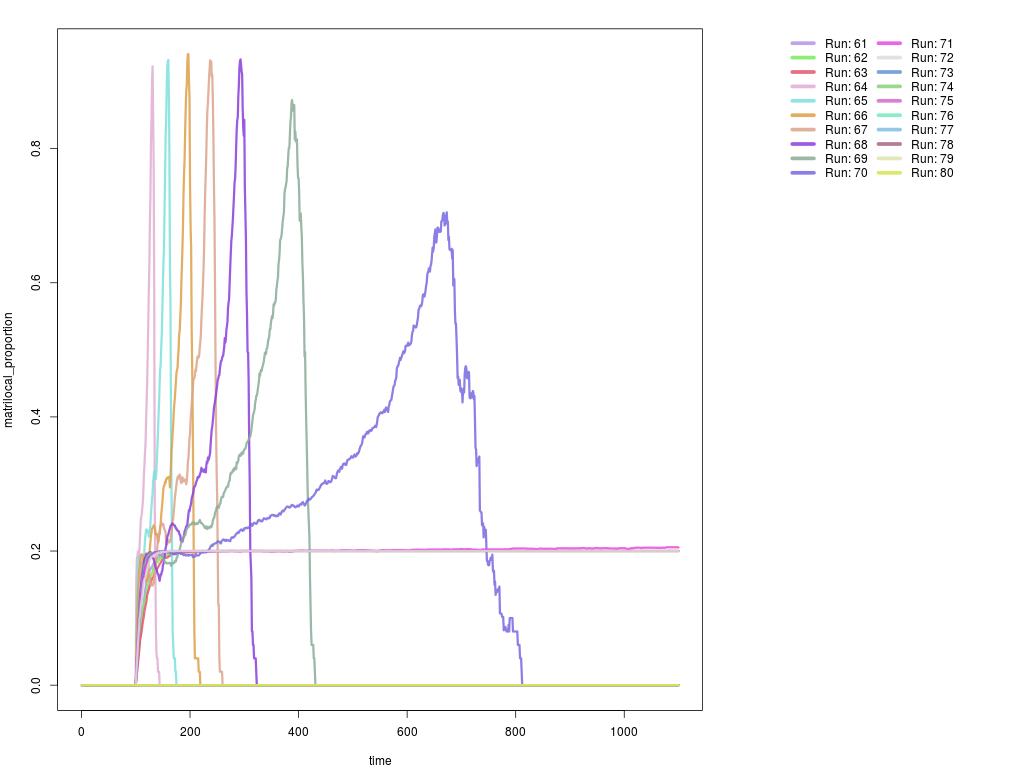 Run: 61 Run: 71
Run: 62 Run: 72
Run: 63 Run: 73
Run: 64 Run: 74
Run: 65 Run: 75
Run: 66 Run: 76
Run: 67 Run: 77
Run: 68 Run: 78
Run: 69 Run: 79
Run: 70 Run: 80
matrilocal_proportion
0.8
0.6
0.4
0.2
0.0
0 200 400 600 800 1000
time